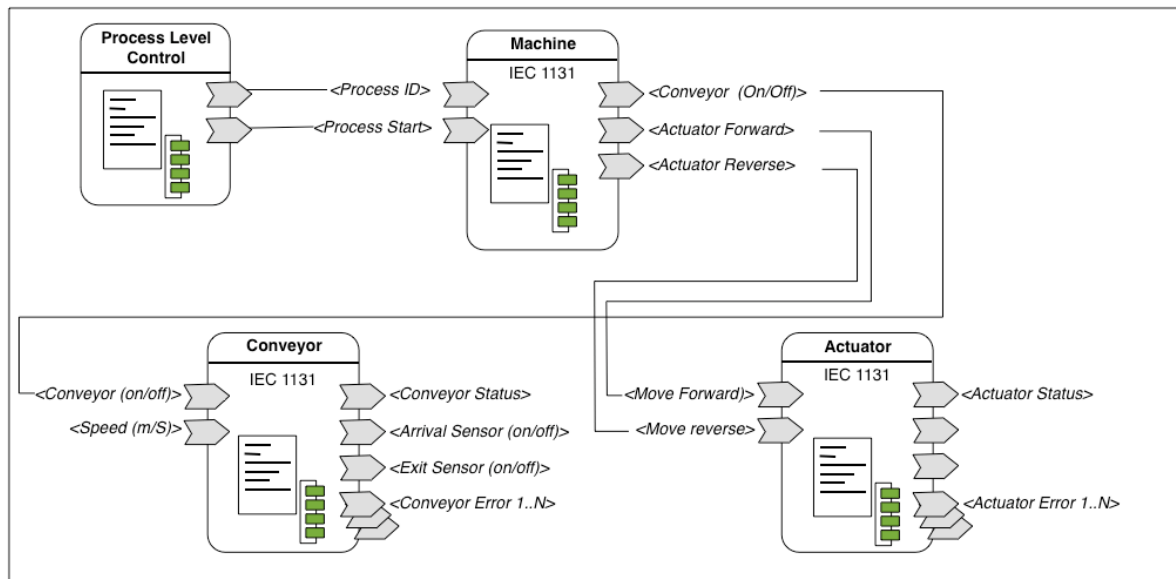 Process Level
Control
Machine
IEC 1131
<Process ID>
<Process Start>
<Conveyor (On/Off)>
<Actuator Forward>
<Actuator Reverse>
Conveyor
IEC 1131
<Conveyor (on/off)>
<Speed (m/S)>
<Conveyor Status>
<Arrival Sensor (on/off)>
<Exit Sensor (on/off)>
<Conveyor Error 1..N>
Actuator
IEC 1131
<Move Forward)>
<Move reverse>
<Actuator Status>
<Actuator Error 1..N>